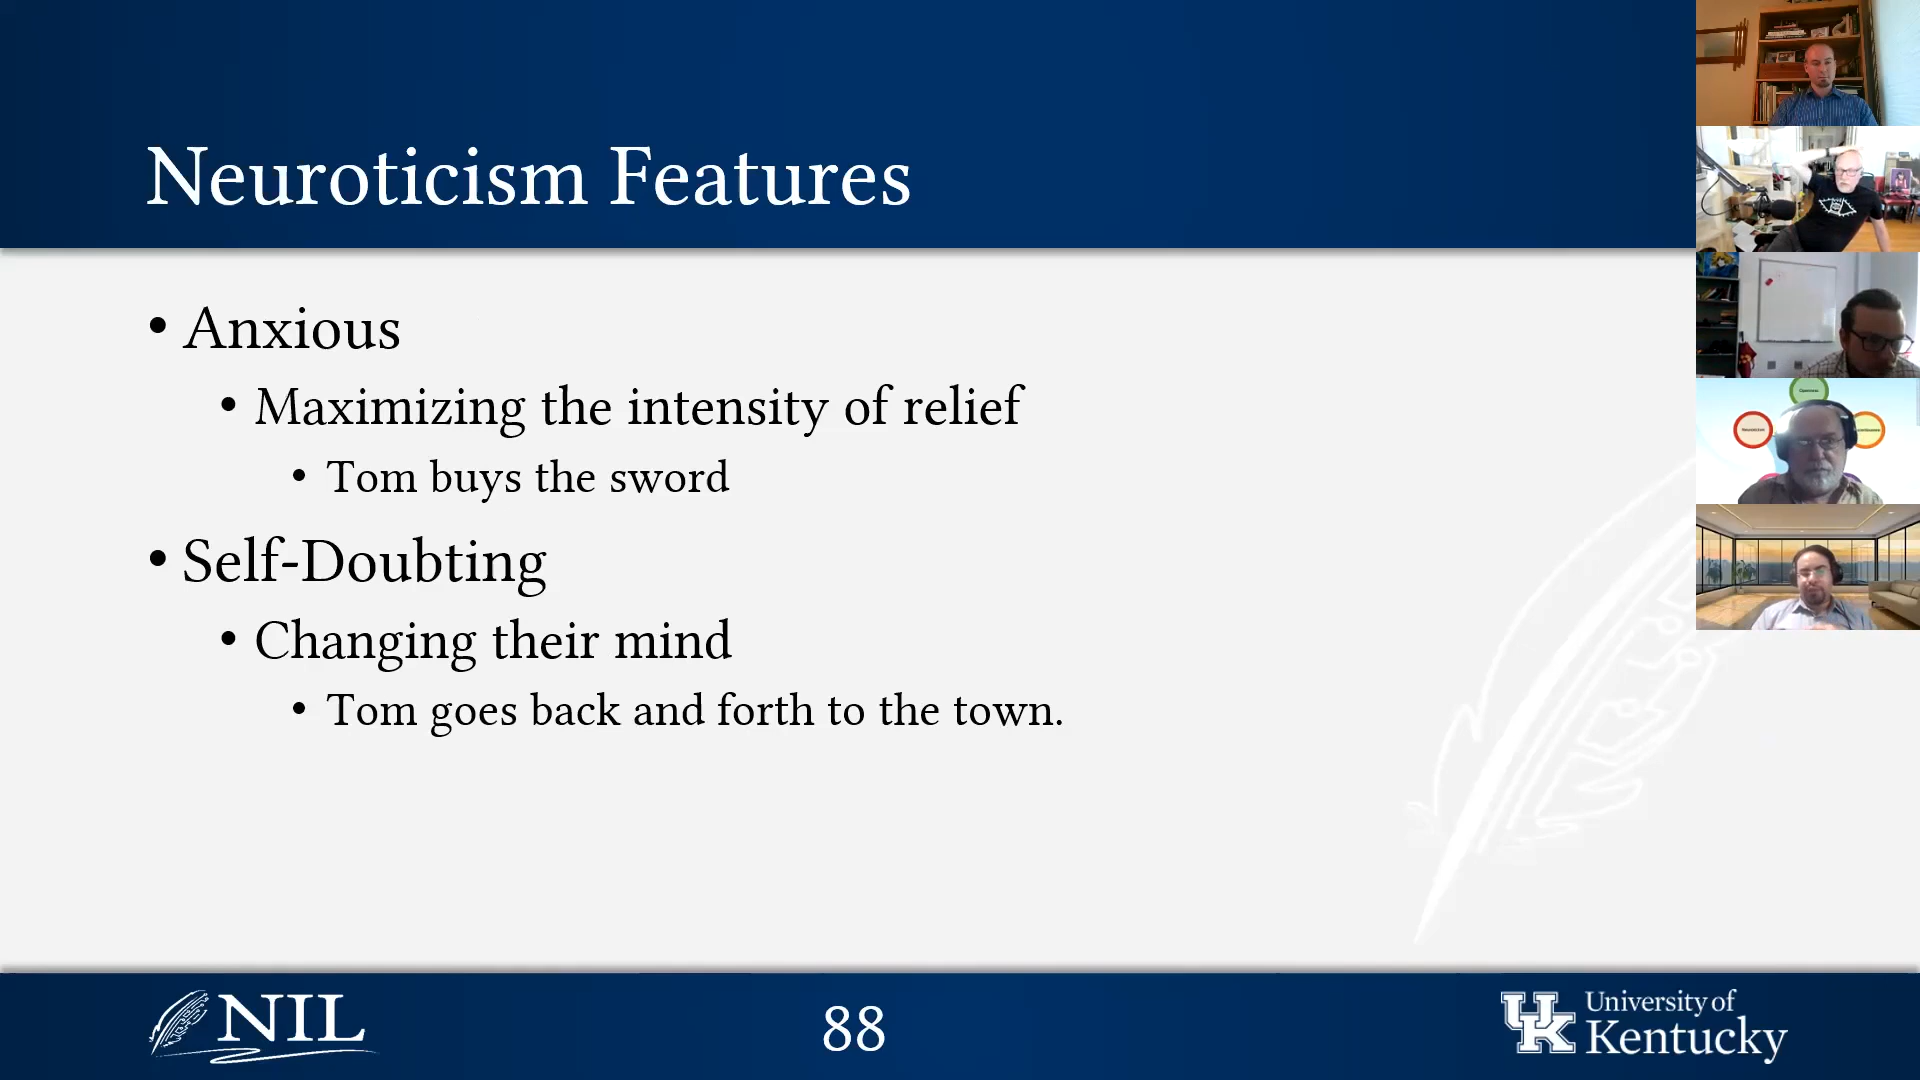 Neuroticism Features
• Anxious
• Maximizing the intensity of relief
• Tom buys the sword
• Self-Doubting
• Changing their mind
• Tom goes back and forth to the town.
NIL
88
UK University of
Kentucky